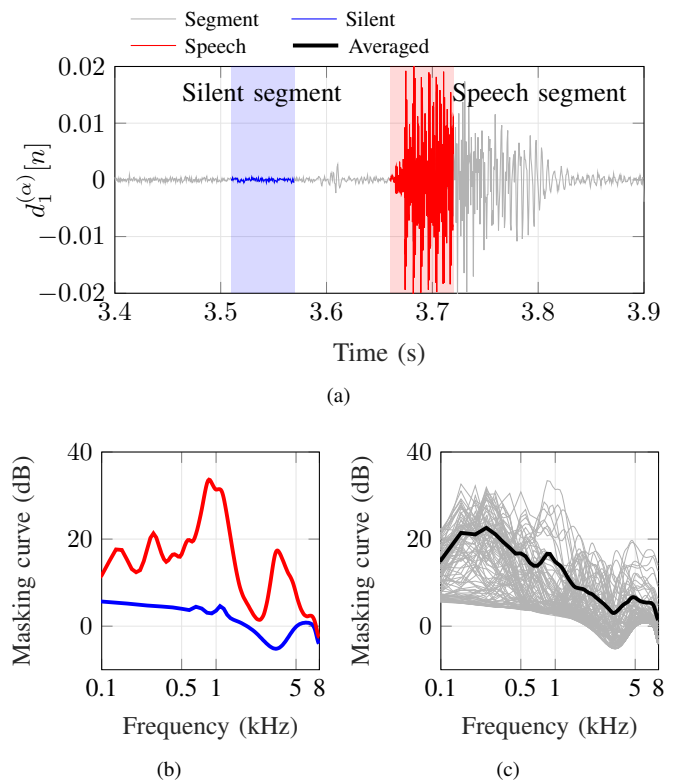 Segment Silent
Speech Averaged
0.02
Silent segment Speech segment
0.01
0
−0.01
−0.02
d₁^(α)[n]
3.4 3.5 3.6 3.7 3.8 3.9
Time (s)
(a)
Masking curve (dB)
40
20
0
0.1 0.5 1 5 8
Frequency (kHz)
(b)
Masking curve (dB)
40
20
0
0.1 0.5 1 5 8
Frequency (kHz)
(c)